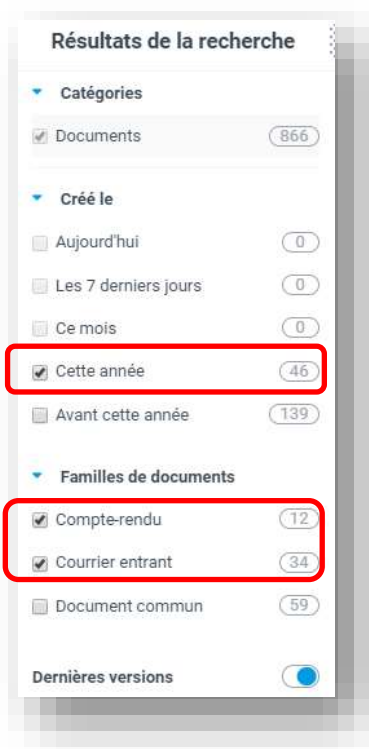 Résultats de la recherche
Catégories
Documents 866
Créé le
Aujourd'hui 0
Les 7 derniers jours 0
Ce mois 0
Cette année 46
Avant cette année 139
Familles de documents
Compte-rendu 12
Courrier entrant 34
Document commun 59
Dernières versions